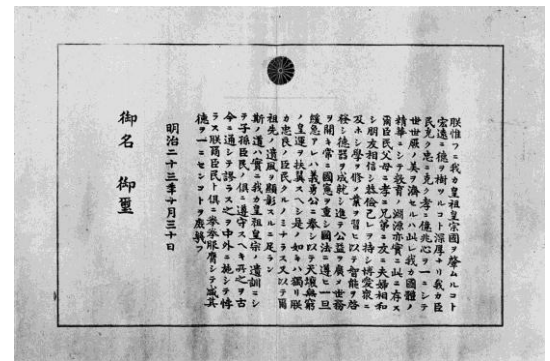 朕惟フニ我カ皇祖皇宗國ヲ肇ムルコト
宏遠ニ德ヲ樹ツルコト深厚ナリ我カ臣
民克ク忠ニ克ク孝ニ億兆心ヲ一ニシテ
世世厥ノ美ヲ濟セルハ此レ我カ國體ノ
精華ニシテ教育ノ淵源亦實ニ此ニ存ス
爾臣民父母ニ孝ニ兄弟ニ友ニ夫婦相和
シ朋友相信シ恭儉己レヲ持シ博愛衆ニ
及ホシ學ヲ修メ業ヲ習ヒ以テ智能ヲ啓
發シ德器ヲ成就シ進テ公益ヲ廣メ世務
ヲ開キ常ニ國憲ヲ重シ國法ニ遵ヒ一旦
緩急アレハ義勇公ニ奉シ以テ天壤無窮
ノ皇運ヲ扶翼スヘシ是ノ如キハ獨リ朕
カ忠良ノ臣民タルノミナラス又以テ爾
祖先ノ遺風ヲ顯彰スルニ足ラン
斯ノ道ハ實ニ我カ皇祖皇宗ノ遺訓ニシ
テ子孫臣民ノ俱ニ遵守スヘキ所之ヲ古
今ニ通シテ謬ラス之ヲ中外ニ施シテ悖
ラス朕爾臣民ト俱ニ拳々服膺シテ咸其
德ヲ一ニセンコトヲ庶幾フ
明治二十三年十月三十日
御名 御璽